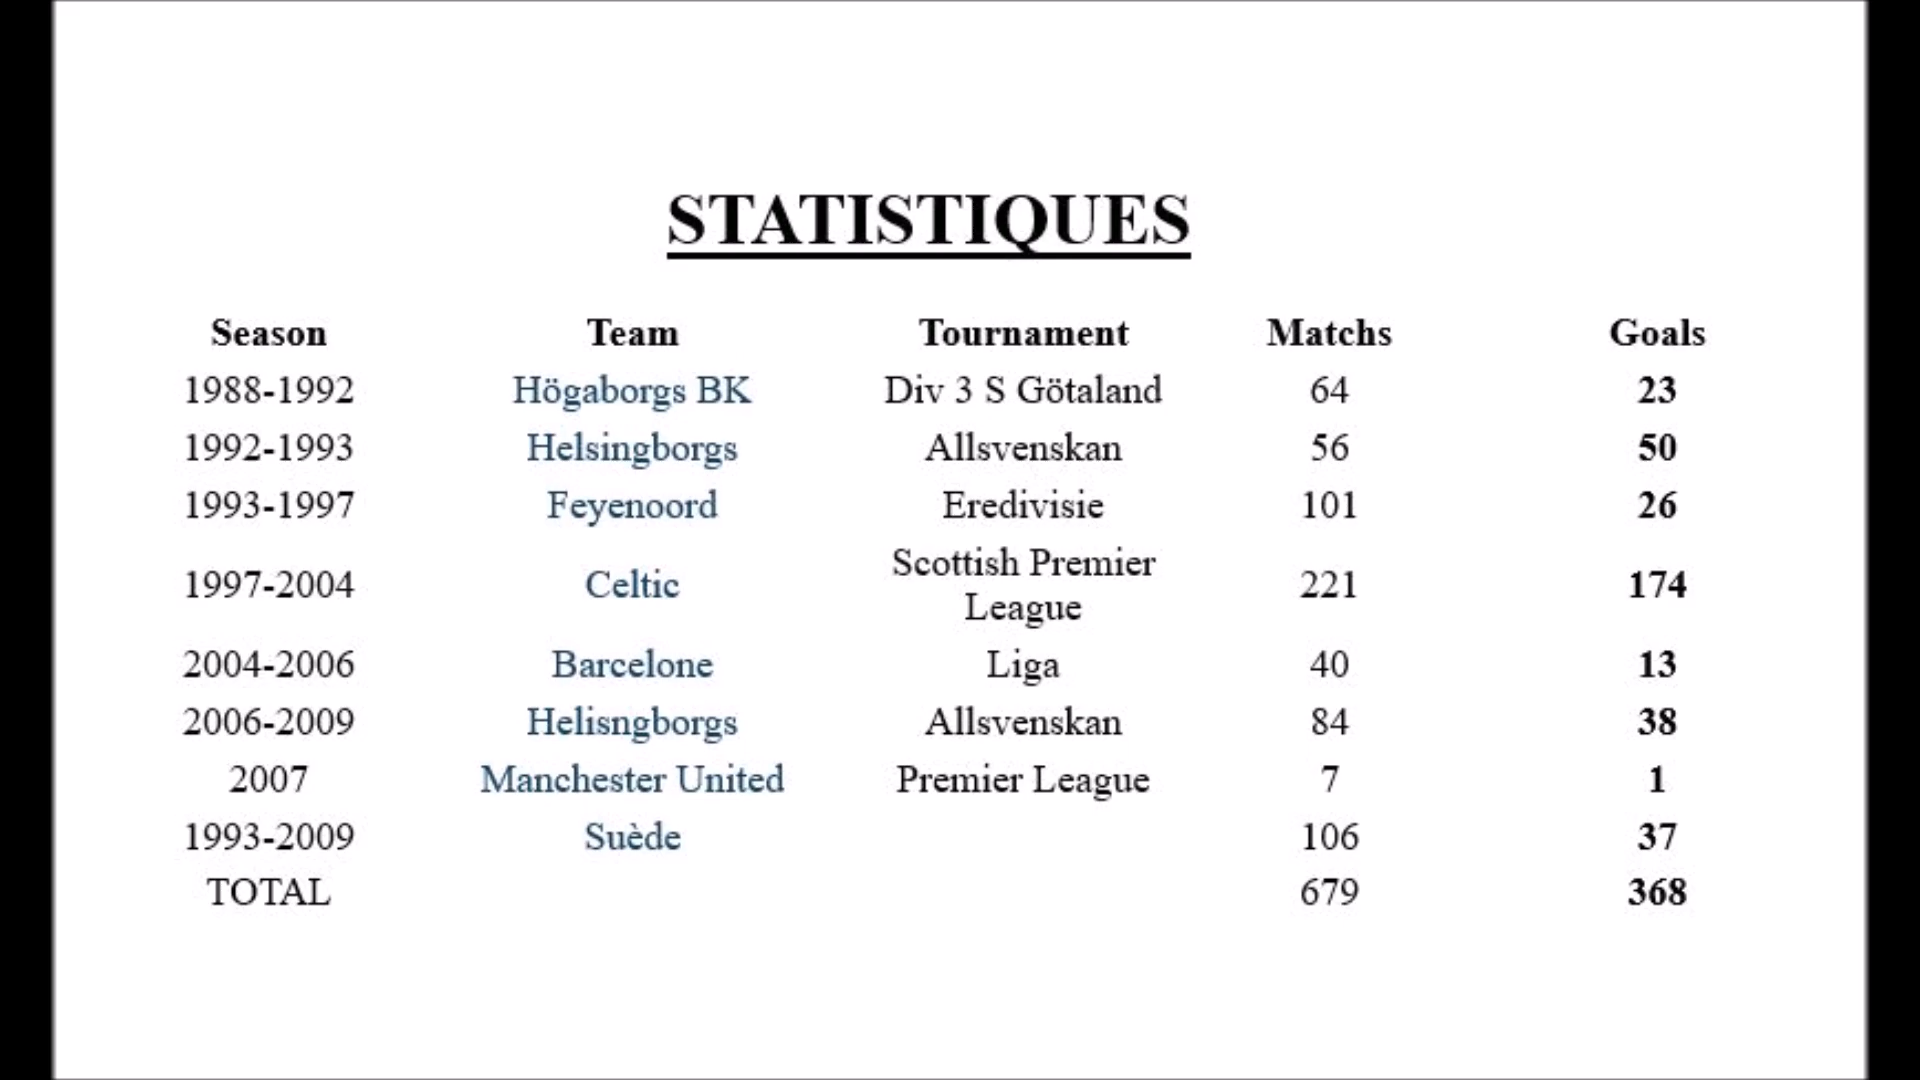 STATISTIQUES
Season Team Tournament Matchs Goals
1988-1992 Högaborgs BK Div 3 S Götaland 64 23
1992-1993 Helsingborgs Allsvenskan 56 50
1993-1997 Feyenoord Eredivisie 101 26
1997-2004 Celtic Scottish Premier League 221 174
2004-2006 Barcelone Liga 40 13
2006-2009 Helisngborgs Allsvenskan 84 38
2007 Manchester United Premier League 7 1
1993-2009 Suède 106 37
TOTAL 679 368